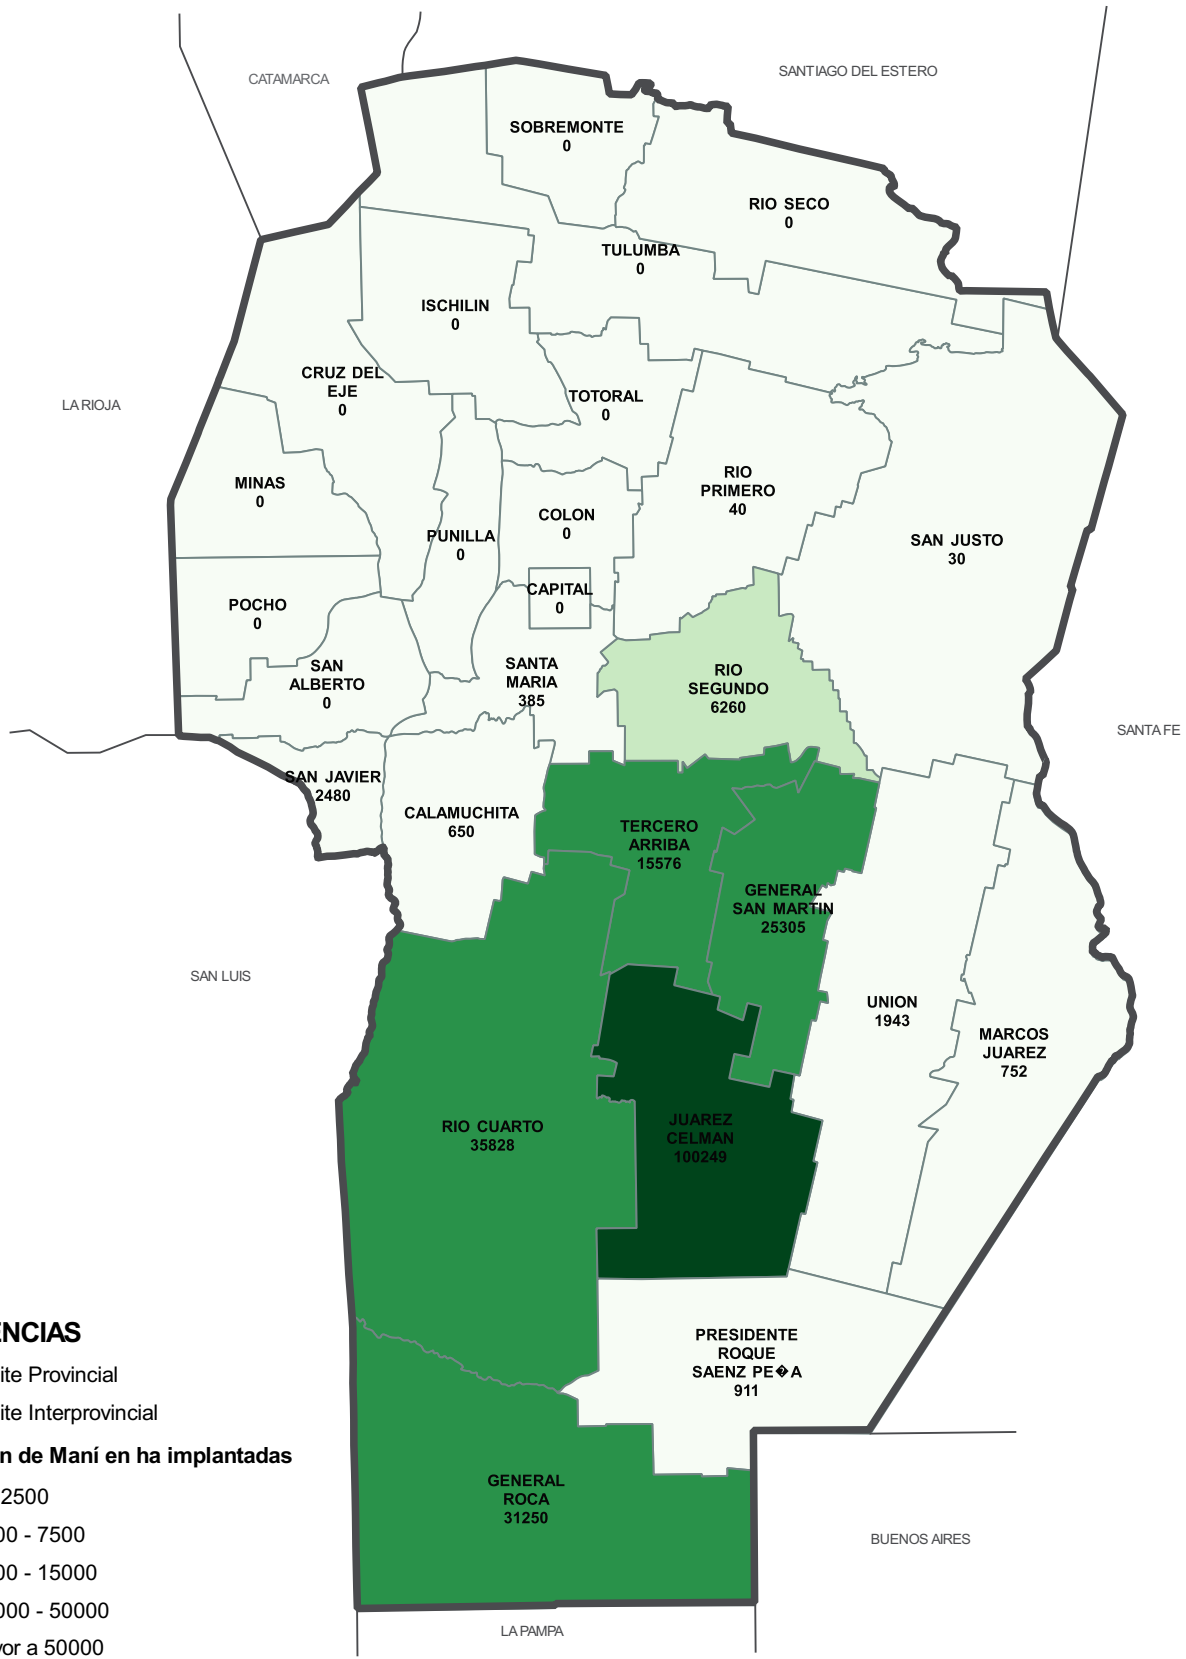 CATAMARCA
SANTIAGO DEL ESTERO
SOBREMONTE
0
RIO SECO
0
TULUMBA
0
ISCHILIN
0
CRUZ DEL
EJE
0
LA RIOJA
TOTORAL
0
MINAS
0
RIO
PRIMERO
40
COLON
0
PUNILLA
0
SAN JUSTO
30
CAPITAL
0
POCHO
0
SAN
ALBERTO
0
SANTA
MARIA
385
RIO
SEGUNDO
6260
SANTA FE
SAN JAVIER
2480
CALAMUCHITA
650
TERCERO
ARRIBA
15576
GENERAL
SAN MARTIN
25305
SAN LUIS
UNION
1943
MARCOS
JUAREZ
752
RIO CUARTO
35828
JUAREZ
CELMAN
100249
PRESIDENTE
ROQUE
SAENZ PE�A
911
GENERAL
ROCA
31250
BUENOS AIRES
LA PAMPA
ENCIAS
ite Provincial
ite Interprovincial
n de Maní en ha implantadas
2500
00 - 7500
00 - 15000
000 - 50000
or a 50000